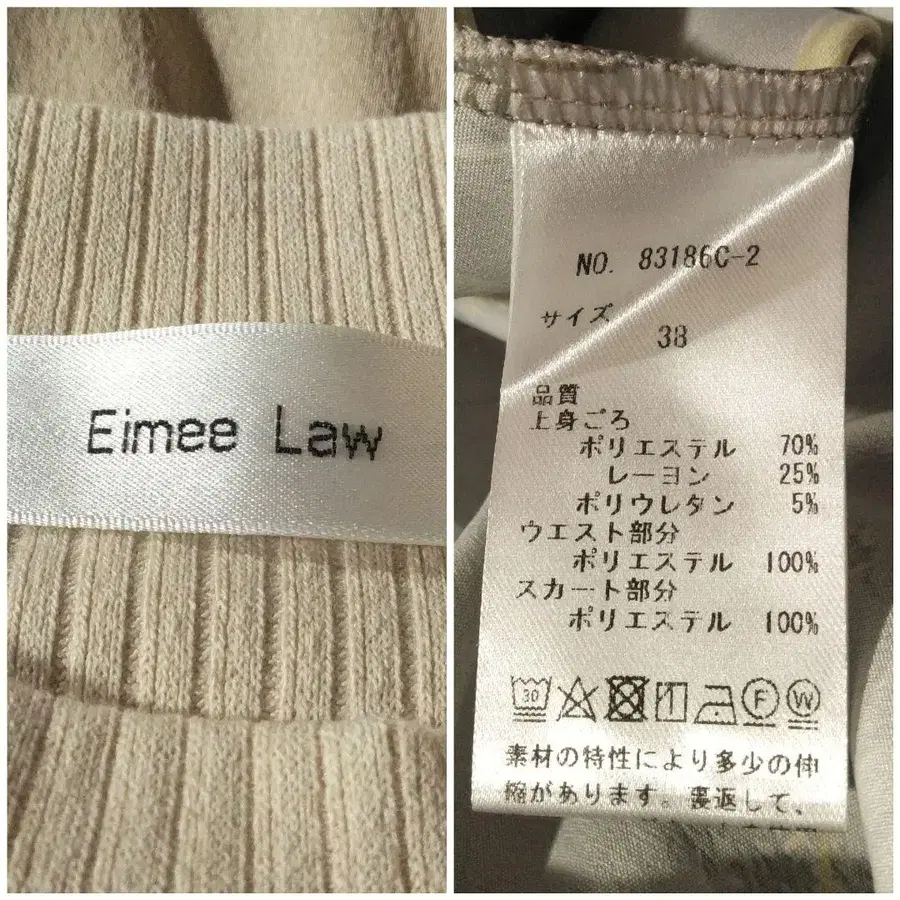 Eimee Law
NO. 83186C-2
サイズ
38
品質
上身ごろ
ポリエステル 70%
レーヨン 25%
ポリウレタン 5%
ウエスト部分
ポリエステル 100%
スカート部分
ポリエステル 100%
30
F W
素材の特性により多少の伸
縮があります。裏返して、